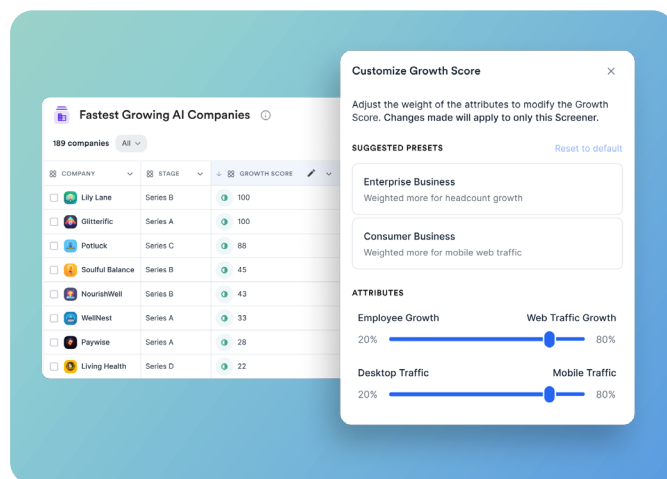 Fastest Growing AI Companies
189 companies All
COMPANY STAGE GROWTH SCORE
Lily Lane Series B 100
Glitterific Series A 100
Potluck Series C 88
Soulful Balance Series B 45
NourishWell Series B 43
WellNest Series A 33
Paywise Series A 28
Living Health Series D 22
Customize Growth Score
Adjust the weight of the attributes to modify the Growth
Score. Changes made will apply to only this Screener.
SUGGESTED PRESETS Reset to default
Enterprise Business
Weighted more for headcount growth
Consumer Business
Weighted more for mobile web traffic
ATTRIBUTES
Employee Growth Web Traffic Growth
20% 80%
Desktop Traffic Mobile Traffic
20% 80%